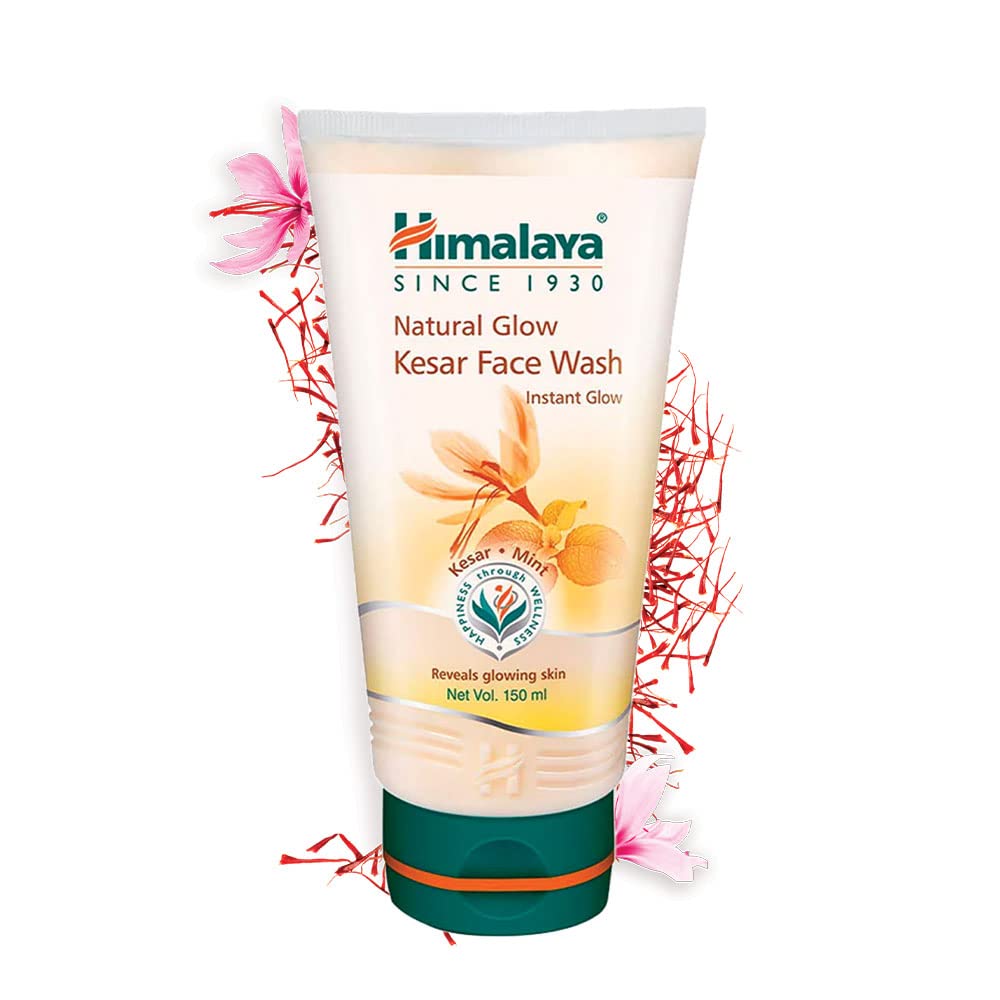 Himalaya®
SINCE 1930
Natural Glow
Kesar Face Wash
Instant Glow
Kesar • Mint
HAPPINESS through WELLNESS
Reveals glowing skin
Net Vol. 150 ml
H